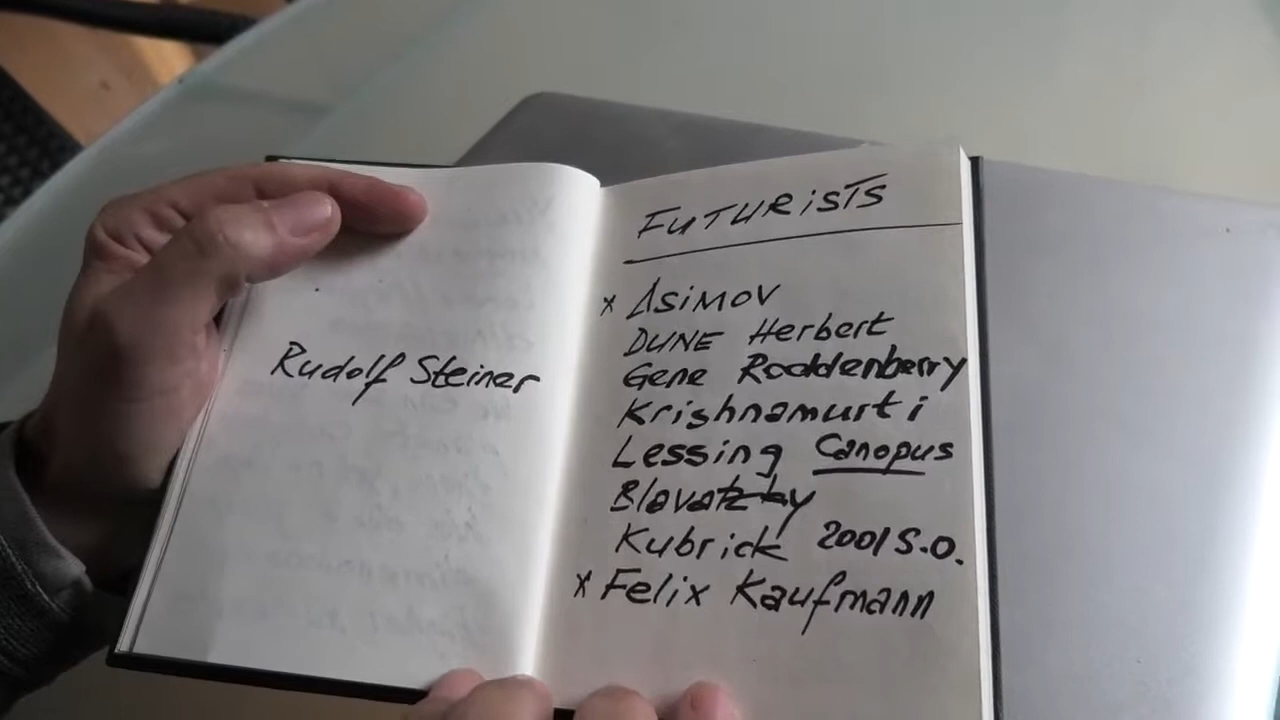 Rudolf Steiner
FUTURiSTS
x ASiMOV
DUNE Herbert
Gene Roddenberry
Krishnamurti
Lessing Canopus
Blavatzky
Kubrick 2001 S.O.
x Felix Kaufmann